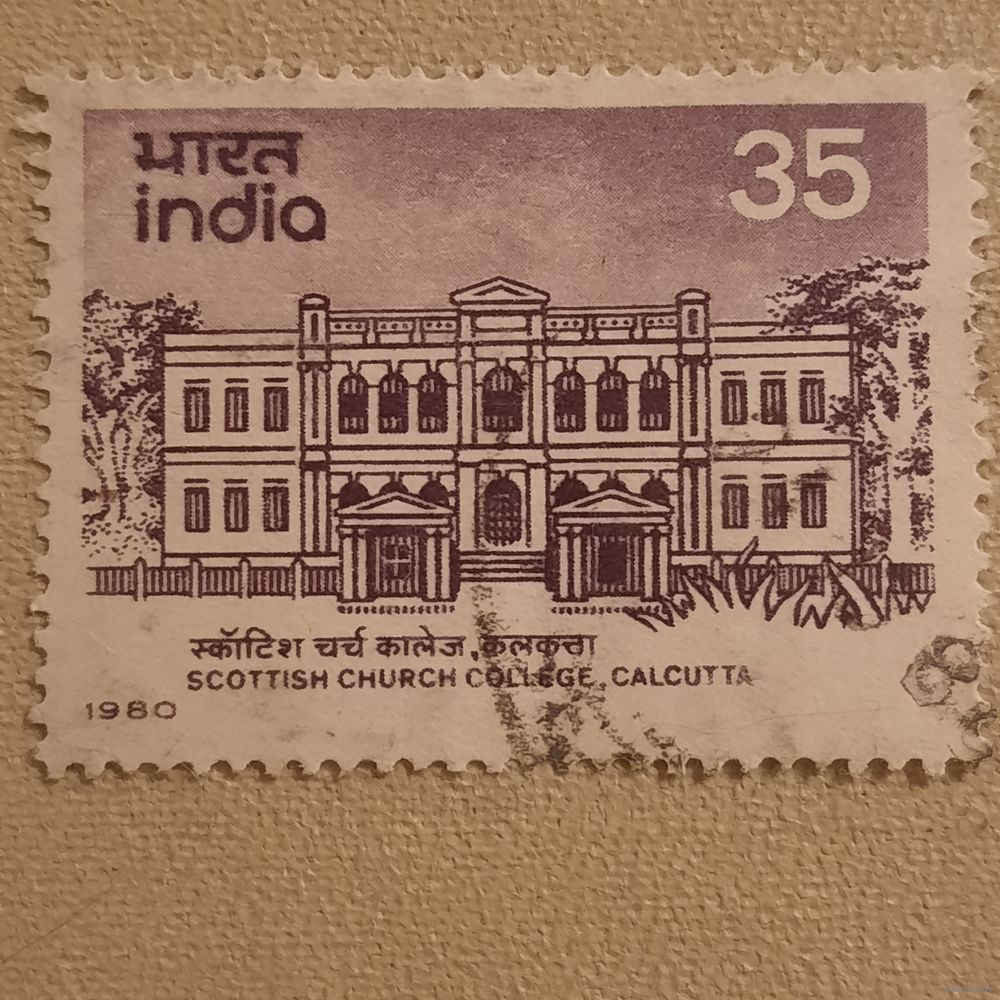 भारत
india
35
स्कॉटिश चर्च कालेज, कलकत्ता
SCOTTISH CHURCH COLLEGE, CALCUTTA
1980